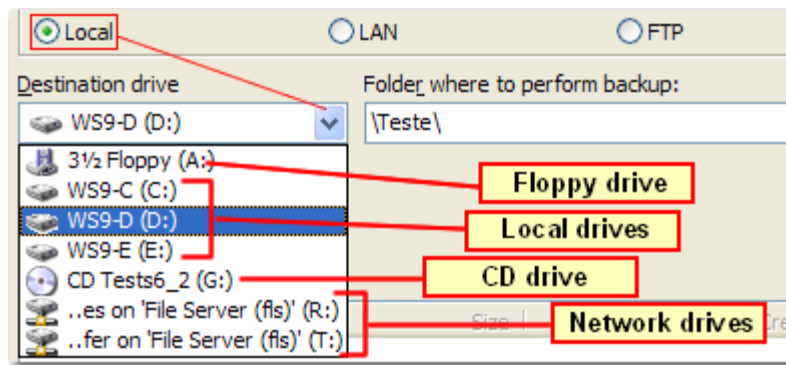 Local LAN FTP
Destination drive Folder where to perform backup:
WS9-D (D:) \Teste\
3½ Floppy (A:)
Floppy drive
WS9-C (C:)
WS9-D (D:)
Local drives
WS9-E (E:)
CD Tests6_2 (G:)
CD drive
..es on 'File Server (fls)' (R:)
Size
Network drives
..fer on 'File Server (fls)' (T:)